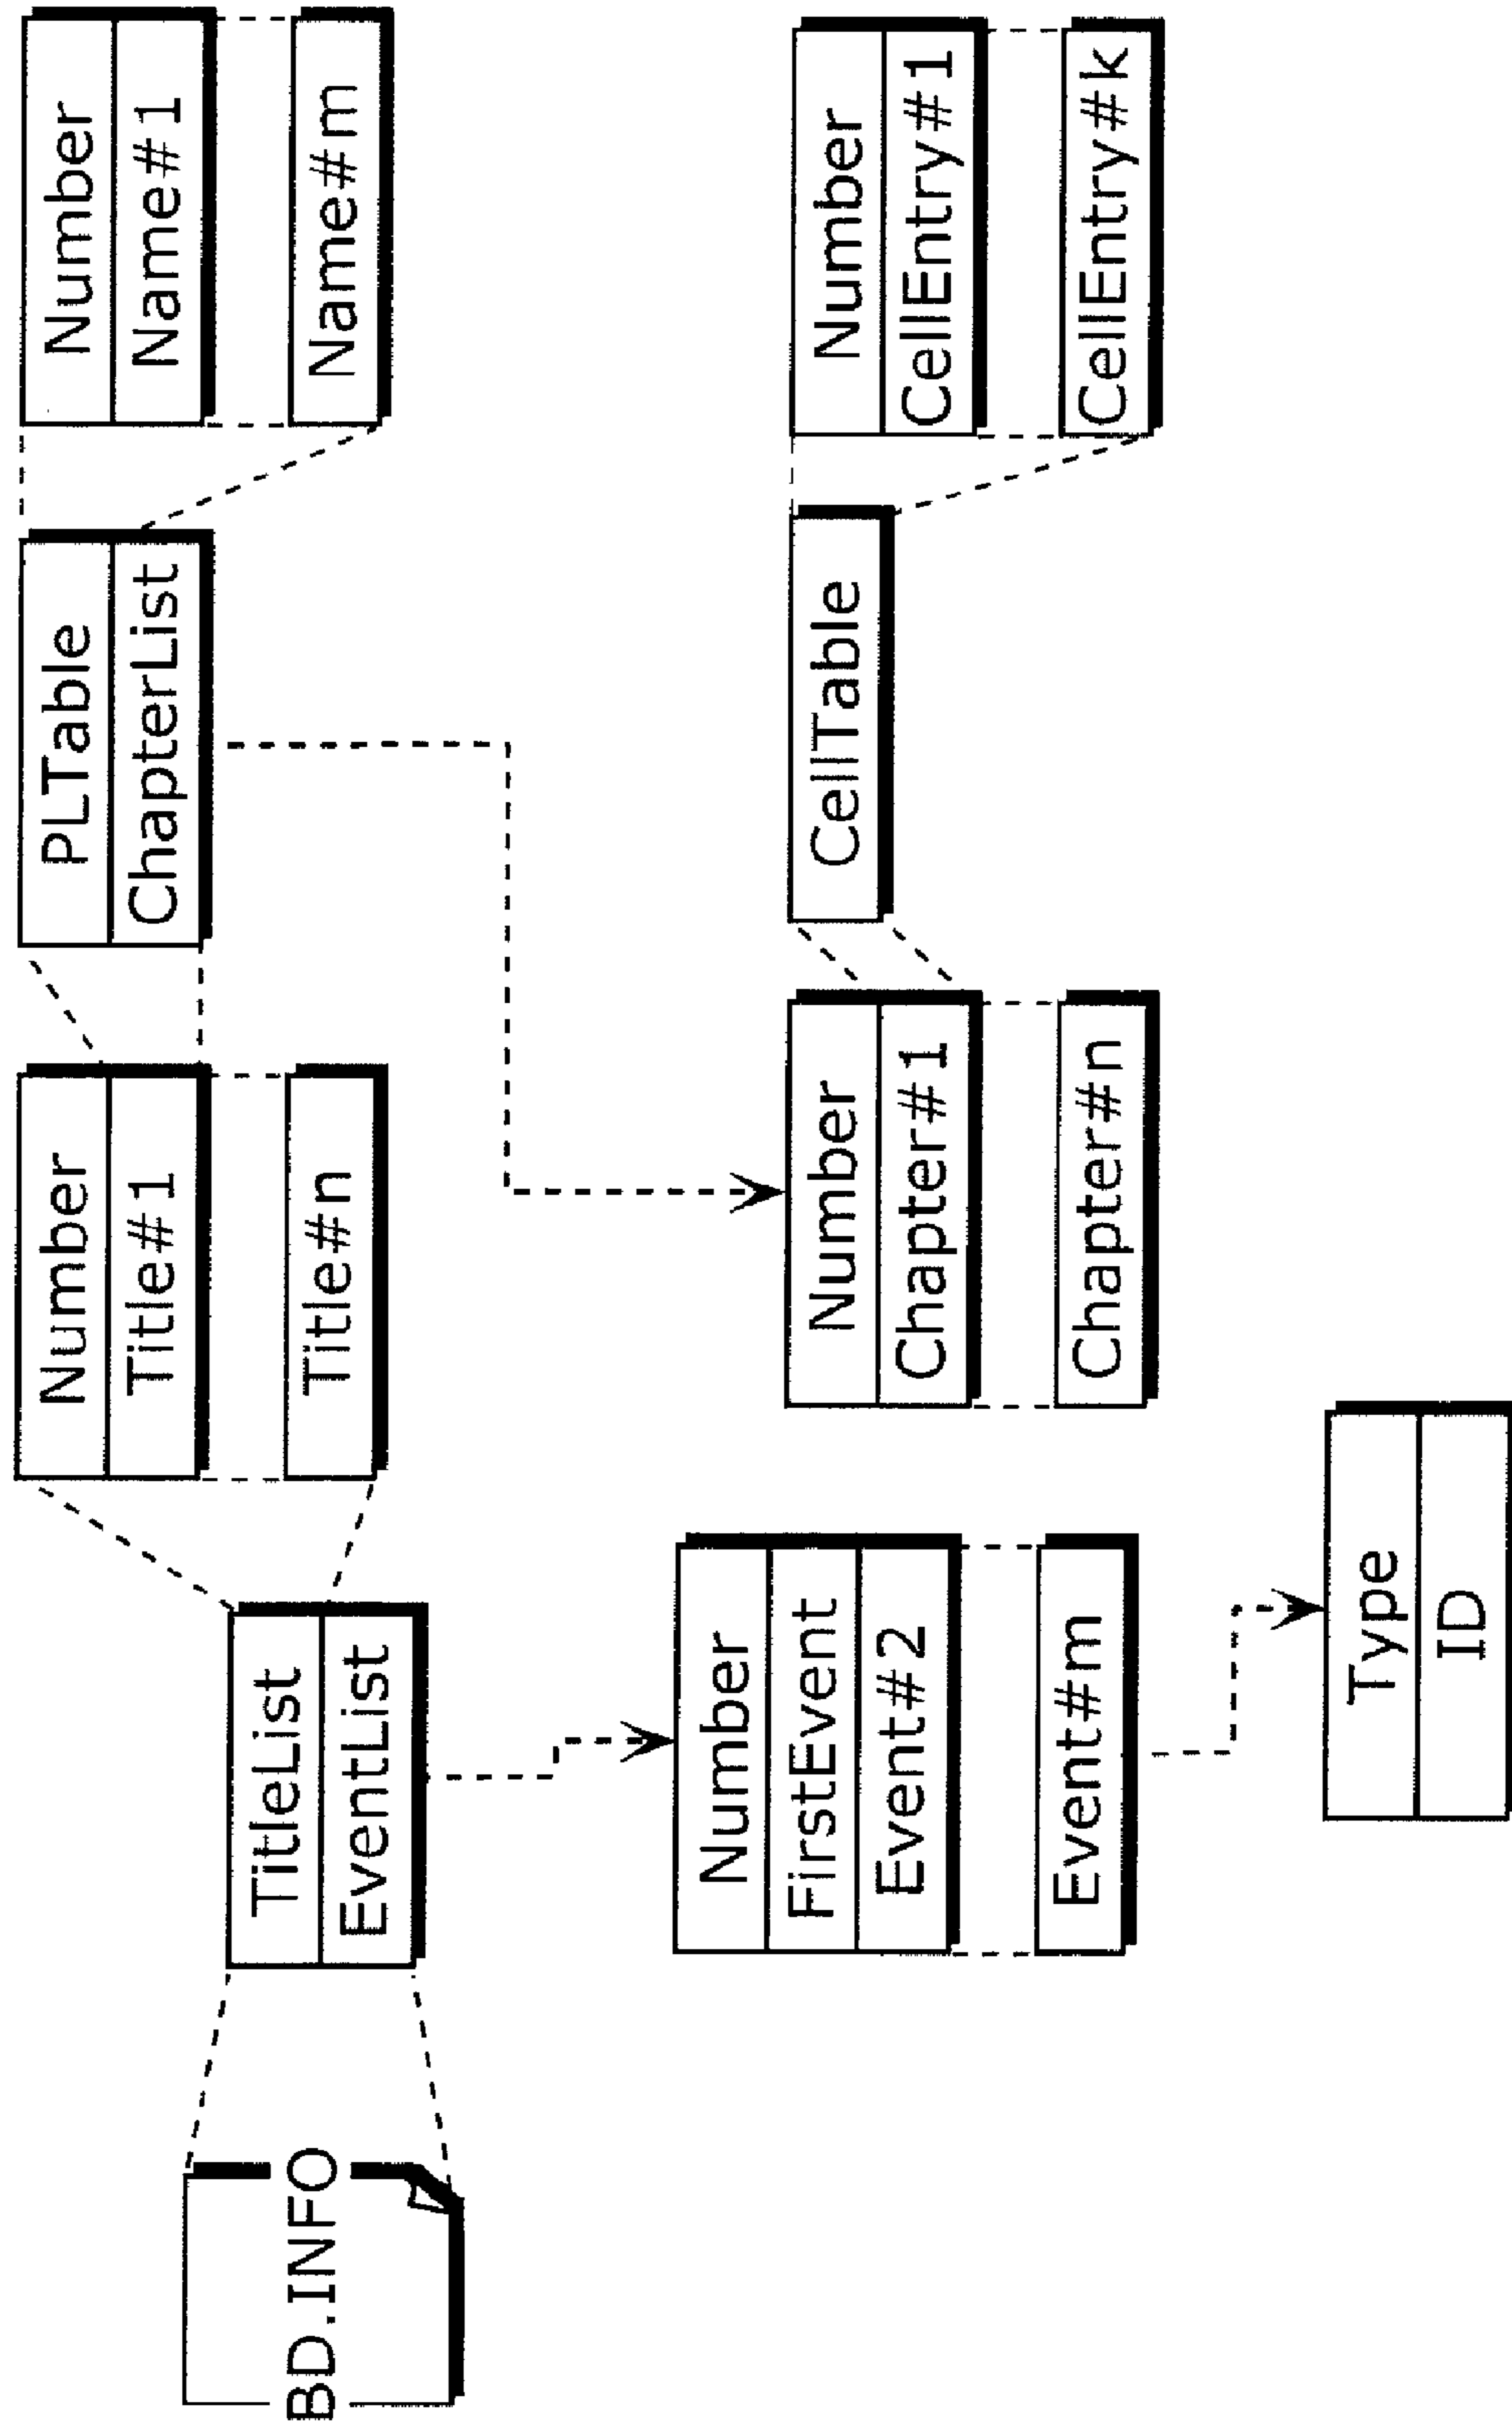 BD.INFO
TitleList
EventList
Number
Title#1
Title#n
PLTable
ChapterList
Number
Name#1
Name#m
Number
FirstEvent
Event#2
Event#m
Type
ID
Number
Chapter#1
Chapter#n
CellTable
Number
CellEntry#1
CellEntry#k